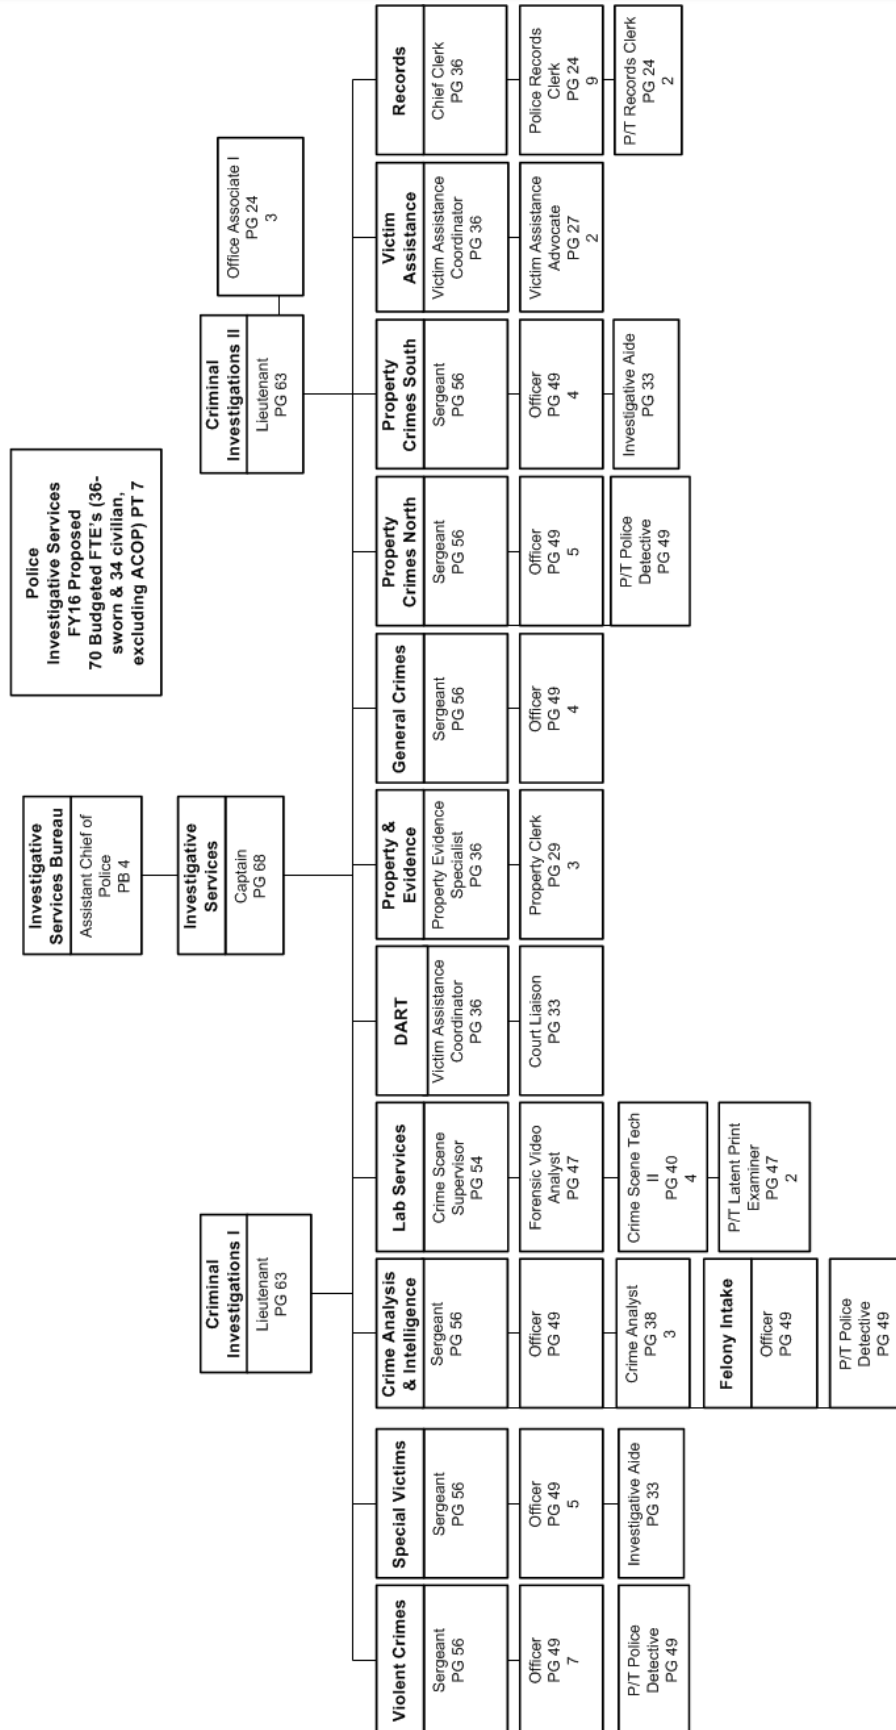 Police
Investigative Services
FY16 Proposed
70 Budgeted FTE's (36-
sworn & 34 civilian,
excluding ACOP) PT 7
Investigative
Services Bureau
Assistant Chief of
Police
PB 4
Investigative
Services
Captain
PG 68
Criminal
Investigations I
Lieutenant
PG 63
Criminal
Investigations II
Lieutenant
PG 63
Office Associate I
PG 24
3
Violent Crimes
Sergeant
PG 56
Officer
PG 49
7
P/T Police
Detective
PG 49
Special Victims
Sergeant
PG 56
Officer
PG 49
5
Investigative Aide
PG 33
Crime Analysis
& Intelligence
Sergeant
PG 56
Officer
PG 49
Crime Analyst
PG 38
3
Felony Intake
Officer
PG 49
P/T Police
Detective
PG 49
Lab Services
Crime Scene
Supervisor
PG 54
Forensic Video
Analyst
PG 47
Crime Scene Tech
II
PG 40
4
P/T Latent Print
Examiner
PG 47
2
DART
Victim Assistance
Coordinator
PG 36
Court Liaison
PG 33
Property &
Evidence
Property Evidence
Specialist
PG 36
Property Clerk
PG 29
3
General Crimes
Sergeant
PG 56
Officer
PG 49
4
Property
Crimes North
Sergeant
PG 56
Officer
PG 49
5
P/T Police
Detective
PG 49
Property
Crimes South
Sergeant
PG 56
Officer
PG 49
4
Investigative Aide
PG 33
Victim
Assistance
Victim Assistance
Coordinator
PG 36
Victim Assistance
Advocate
PG 27
2
Records
Chief Clerk
PG 36
Police Records
Clerk
PG 24
9
P/T Records Clerk
PG 24
2